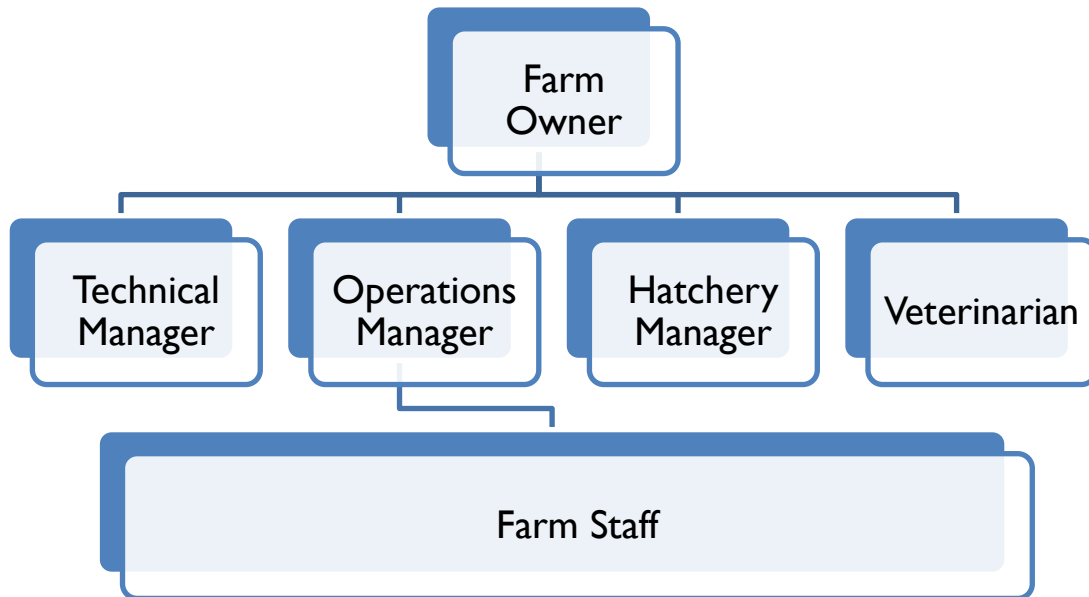 Farm
Owner
Technical
Manager
Operations
Manager
Hatchery
Manager
Veterinarian
Farm Staff